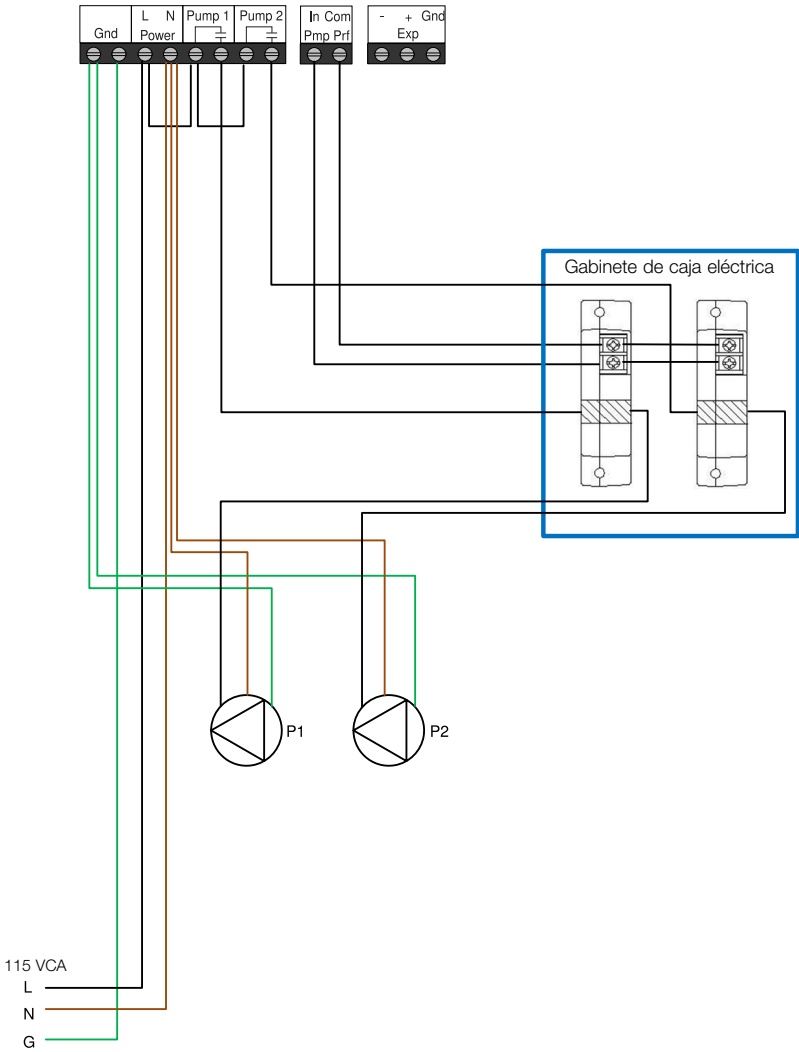 L N Pump 1 Pump 2 In Com - + Gnd
Gnd Power Pmp Prf Exp
Gabinete de caja eléctrica
P1 P2
115 VCA
L
N
G